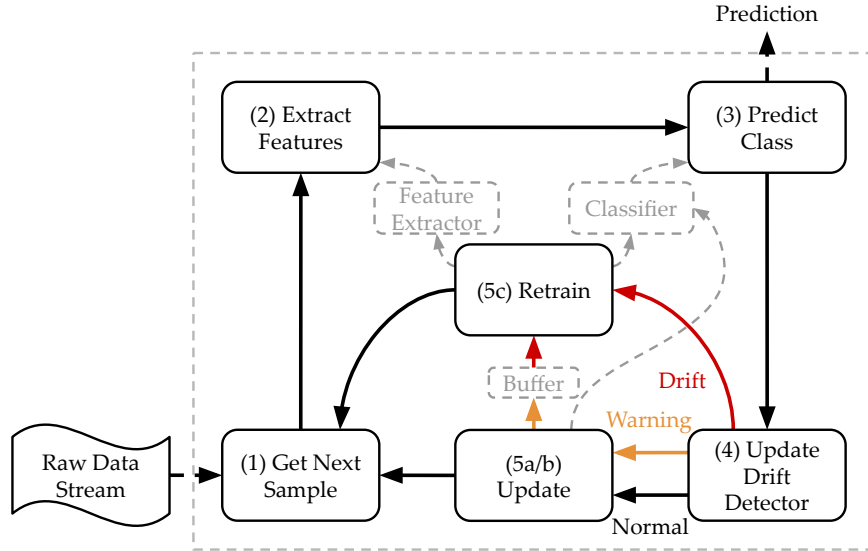 Prediction
(2) Extract
Features
(3) Predict
Class
Feature
Extractor
Classifier
(5c) Retrain
Drift
Buffer
Warning
Raw Data
Stream
(1) Get Next
Sample
(5a/b)
Update
(4) Update
Drift
Detector
Normal